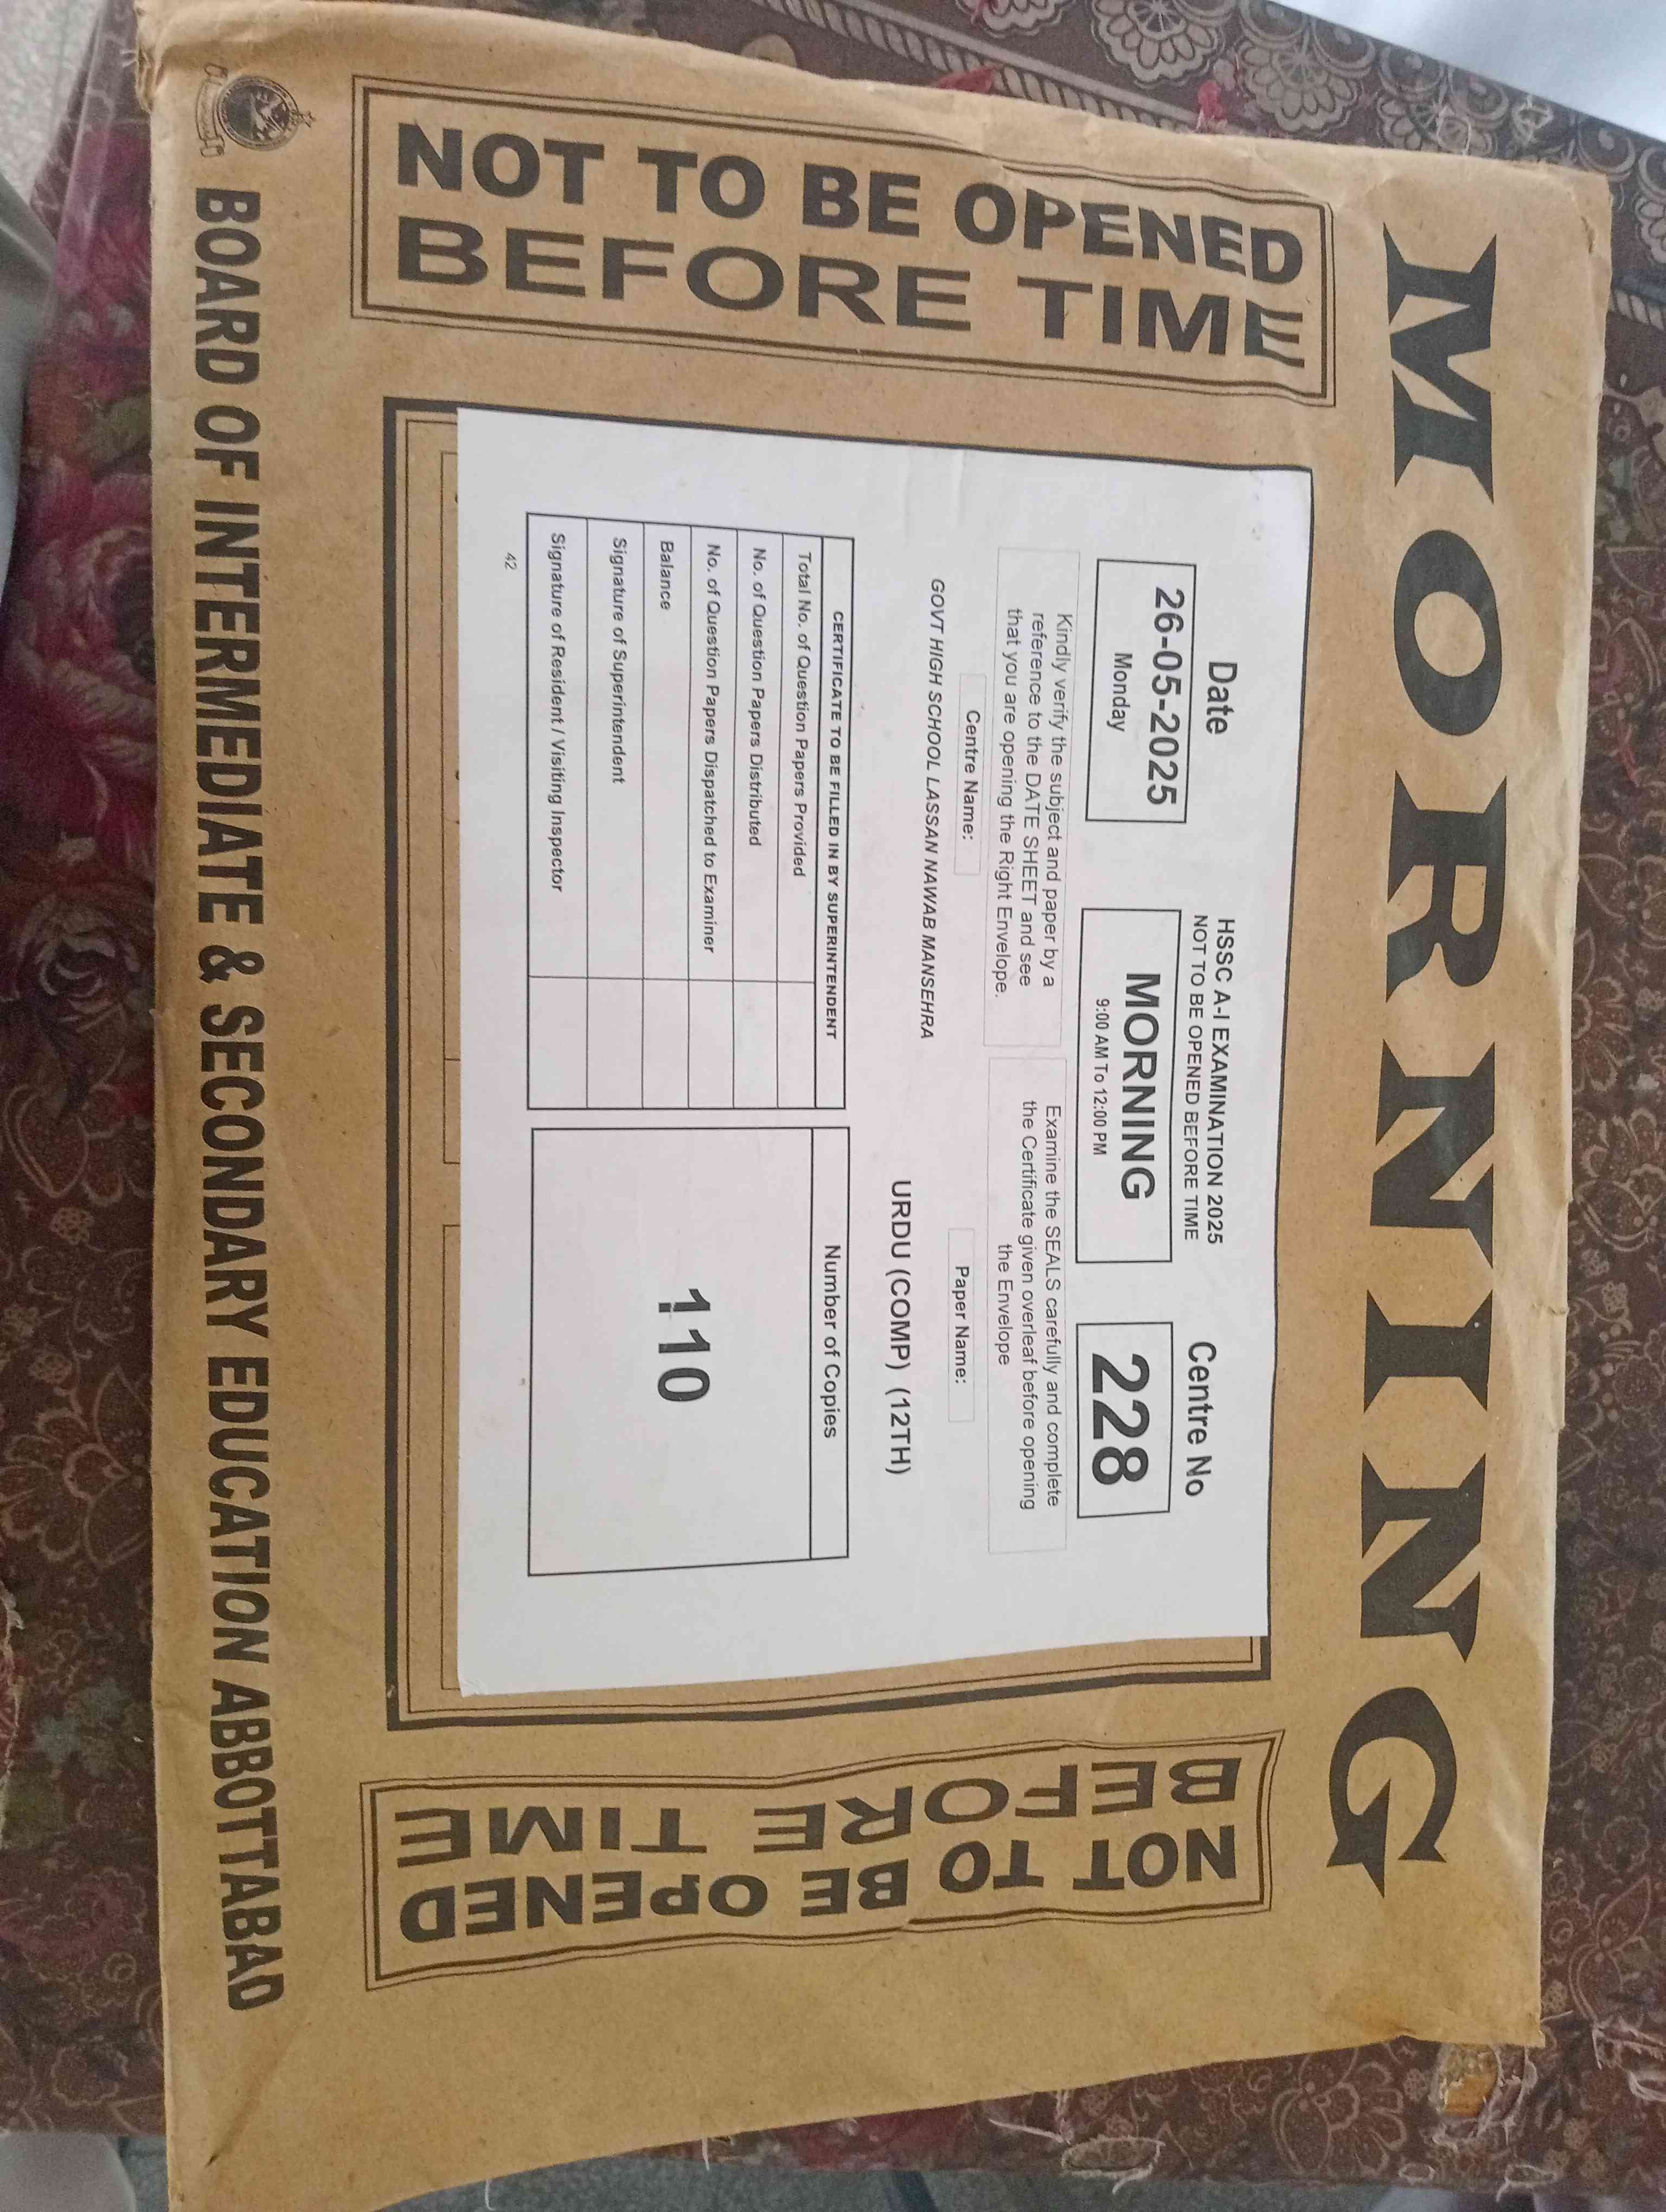 MORNING
NOT TO BE OPENED
BEFORE TIME
Date
26-05-2025
Monday
HSSC A-I EXAMINATION 2025
NOT TO BE OPENED BEFORE TIME
MORNING
9:00 AM To 12:00 PM
Centre No
228
Kindly verify the subject and paper by a
reference to the DATE SHEET and see
that you are opening the Right Envelope.
Examine the SEALS carefully and complete
the Certificate given overleaf before opening
the Envelope
Centre Name:
GOVT HIGH SCHOOL LASSAN NAWAB MANSEHRA
Paper Name:
URDU (COMP) (12TH)
CERTIFICATE TO BE FILLED IN BY SUPERINTENDENT
Total No. of Question Papers Provided
No. of Question Papers Distributed
No. of Question Papers Dispatched to Examiner
Balance
Signature of Superintendent
Signature of Resident / Visiting Inspector
Number of Copies
110
42
NOT TO BE OPENED
BEFORE TIME
BOARD OF INTERMEDIATE & SECONDARY EDUCATION ABBOTTABAD